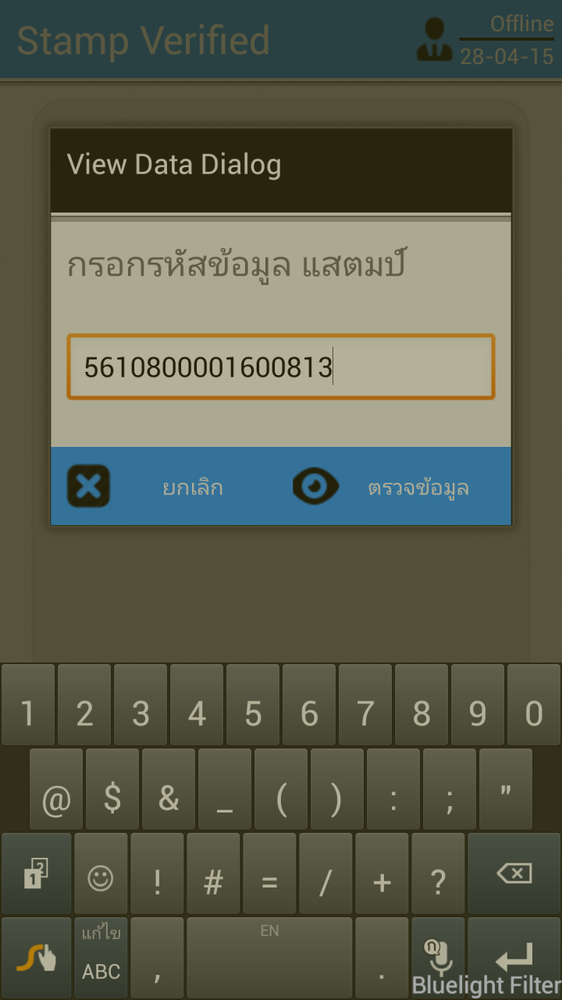 Stamp Verified
Offline
28-04-15
View Data Dialog
กรอกรหัสข้อมูล แสตมป์
5610800001600813
ยกเลิก
ตรวจข้อมูล
1 2 3 4 5 6 7 8 9 0
@ $ & _ ( ) : ; "
1 2 ! # = / + ?
แก้ไข
EN
ก
ABC , .
Bluelight Filter